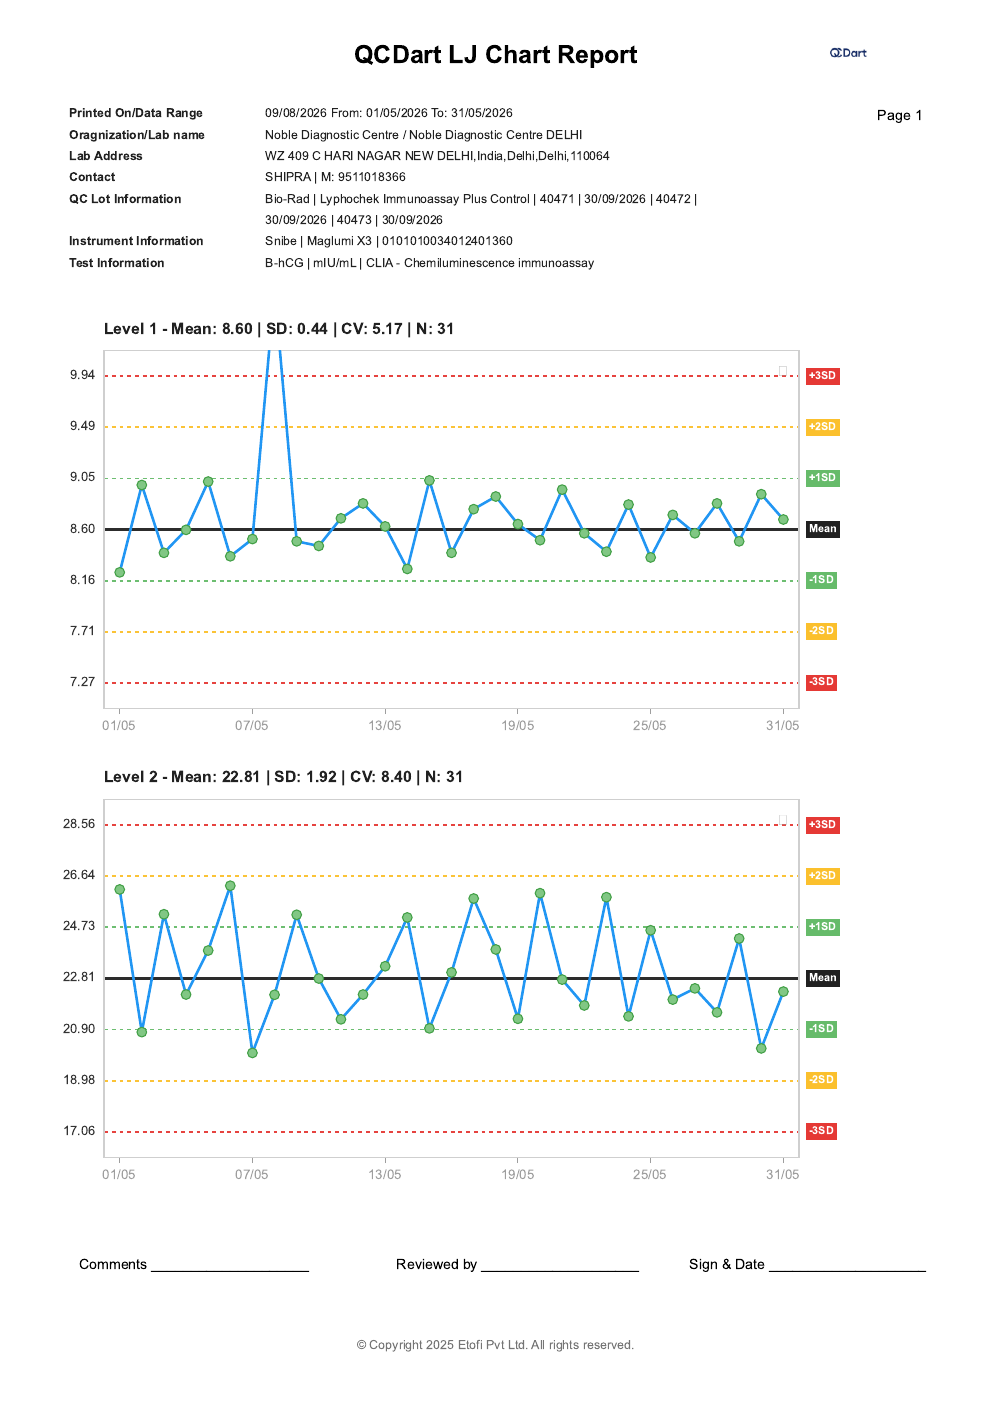 QCDart LJ Chart Report
QCDart
Printed On/Data Range 09/08/2026 From: 01/05/2026 To: 31/05/2026
Page 1
Oragnization/Lab name Noble Diagnostic Centre / Noble Diagnostic Centre DELHI
Lab Address WZ 409 C HARI NAGAR NEW DELHI,India,Delhi,Delhi,110064
Contact SHIPRA | M: 9511018366
QC Lot Information Bio-Rad | Lyphochek Immunoassay Plus Control | 40471 | 30/09/2026 | 40472 |
30/09/2026 | 40473 | 30/09/2026
Instrument Information Snibe | Maglumi X3 | 0101010034012401360
Test Information B-hCG | mIU/mL | CLIA - Chemiluminescence immunoassay
Level 1 - Mean: 8.60 | SD: 0.44 | CV: 5.17 | N: 31
9.94 +3SD
9.49 +2SD
9.05 +1SD
8.60 Mean
8.16 -1SD
7.71 -2SD
7.27 -3SD
01/05 07/05 13/05 19/05 25/05 31/05
Level 2 - Mean: 22.81 | SD: 1.92 | CV: 8.40 | N: 31
28.56 +3SD
26.64 +2SD
24.73 +1SD
22.81 Mean
20.90 -1SD
18.98 -2SD
17.06 -3SD
01/05 07/05 13/05 19/05 25/05 31/05
Comments ____________________ Reviewed by ____________________ Sign & Date ____________________
© Copyright 2025 Etofi Pvt Ltd. All rights reserved.